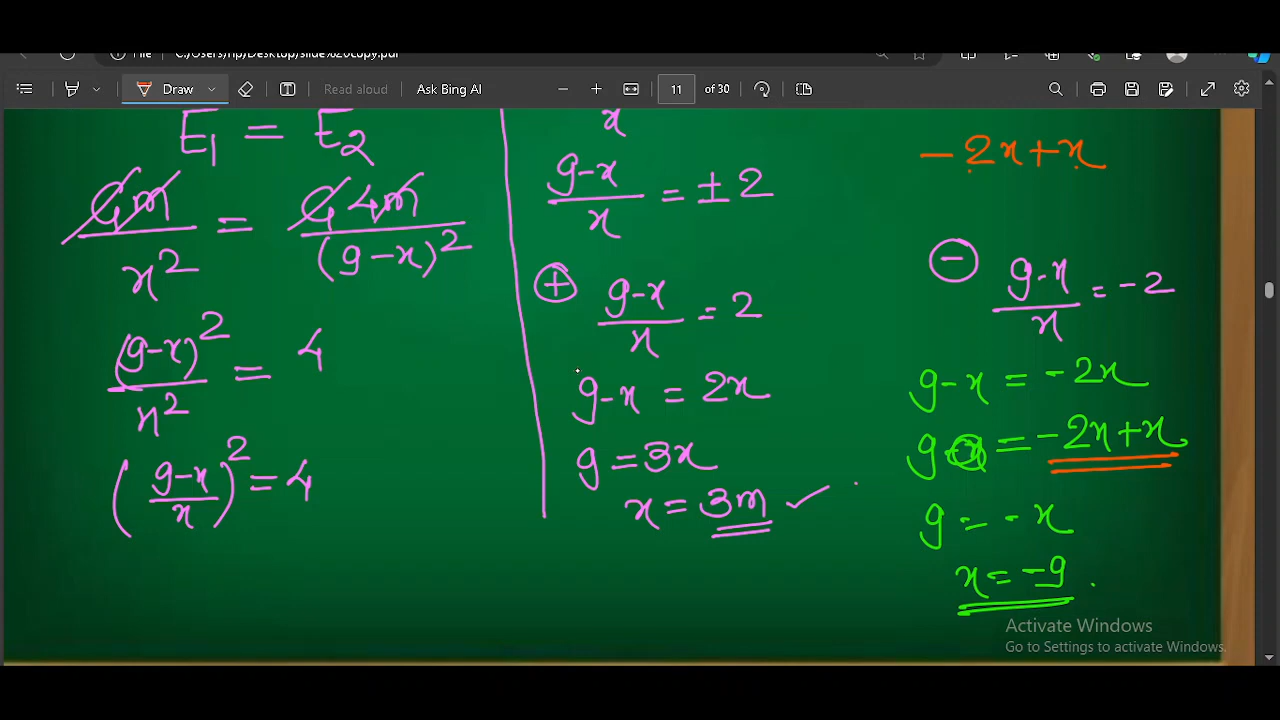 File C:/Users/hp/Desktop/slide%20copy.pdf
Draw Read aloud Ask Bing AI 11 of 30
E₁ = E₂
Gm/x² = G4m/(9-x)²
(9-x)²/x² = 4
((9-x)/x)² = 4
x
(9-x)/x = ± 2
+ (9-x)/x = 2
9-x = 2x
9 = 3x
x = 3m ✓
-2x+x
- (9-x)/x = -2
9-x = -2x
9 = -2x+x
9 = -x
x = -9
Activate Windows
Go to Settings to activate Windows.